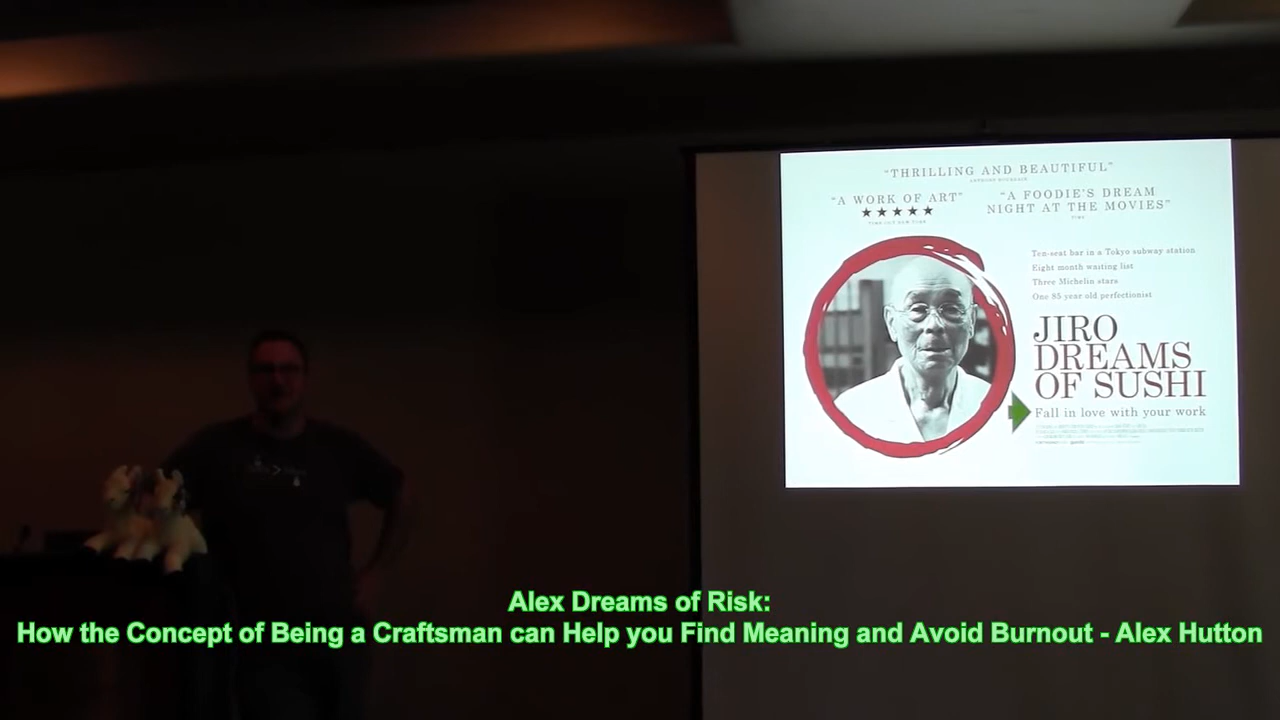 "THRILLING AND BEAUTIFUL"
"A WORK OF ART"
★★★★★
"A FOODIE'S DREAM
NIGHT AT THE MOVIES"
Ten-seat bar in a Tokyo subway station
Eight month waiting list
Three Michelin stars
One 85 year old perfectionist
JIRO
DREAMS
OF SUSHI
Fall in love with your work
Alex Dreams of Risk:
How the Concept of Being a Craftsman can Help you Find Meaning and Avoid Burnout - Alex Hutton